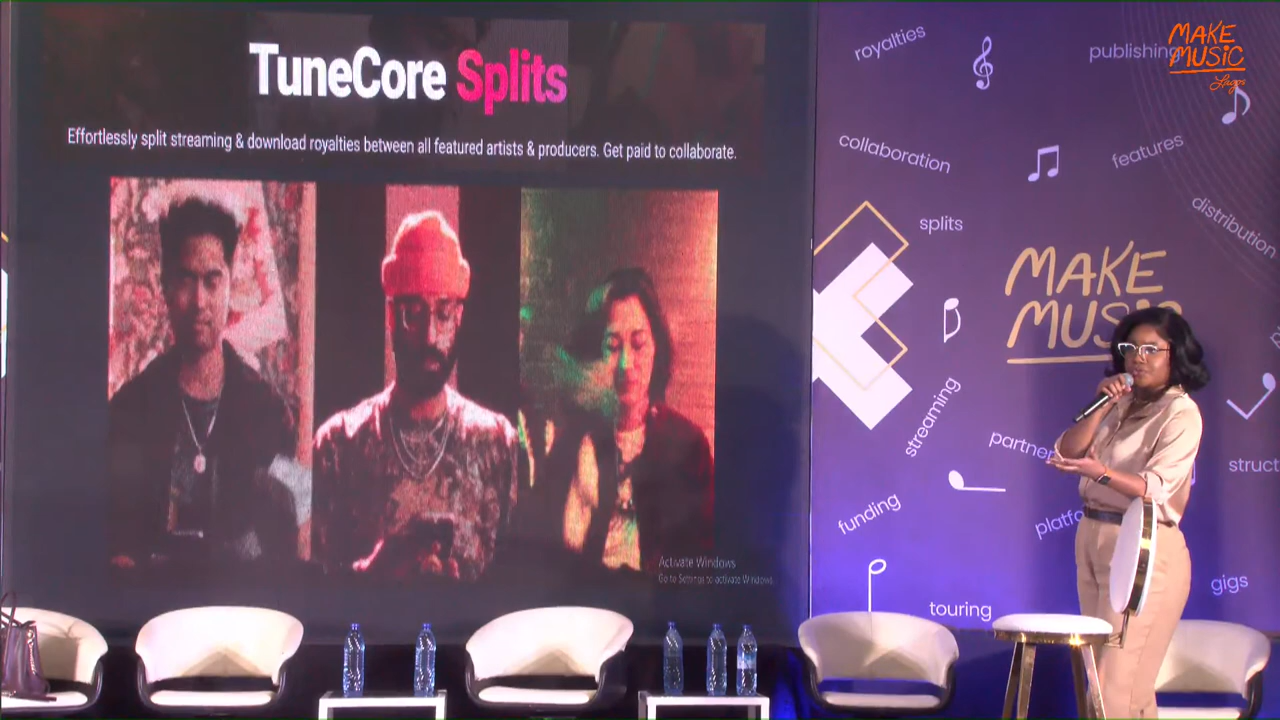 TuneCore Splits
Effortlessly split streaming & download royalties between all featured artists & producers. Get paid to collaborate.
Activate Windows
Go to Settings to activate Windows.
royalties
publishing
MAKE
MUSIC
Lagos
collaboration
features
splits
distribution
MAKE
MUSIC
streaming
partner
struct
funding
platfo
gigs
touring